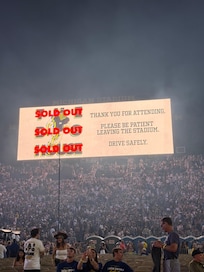 SOLD OUT
SOLD OUT
SOLD OUT
THANK YOU FOR ATTENDING.
PLEASE BE PATIENT
LEAVING THE STADIUM.
DRIVE SAFELY.